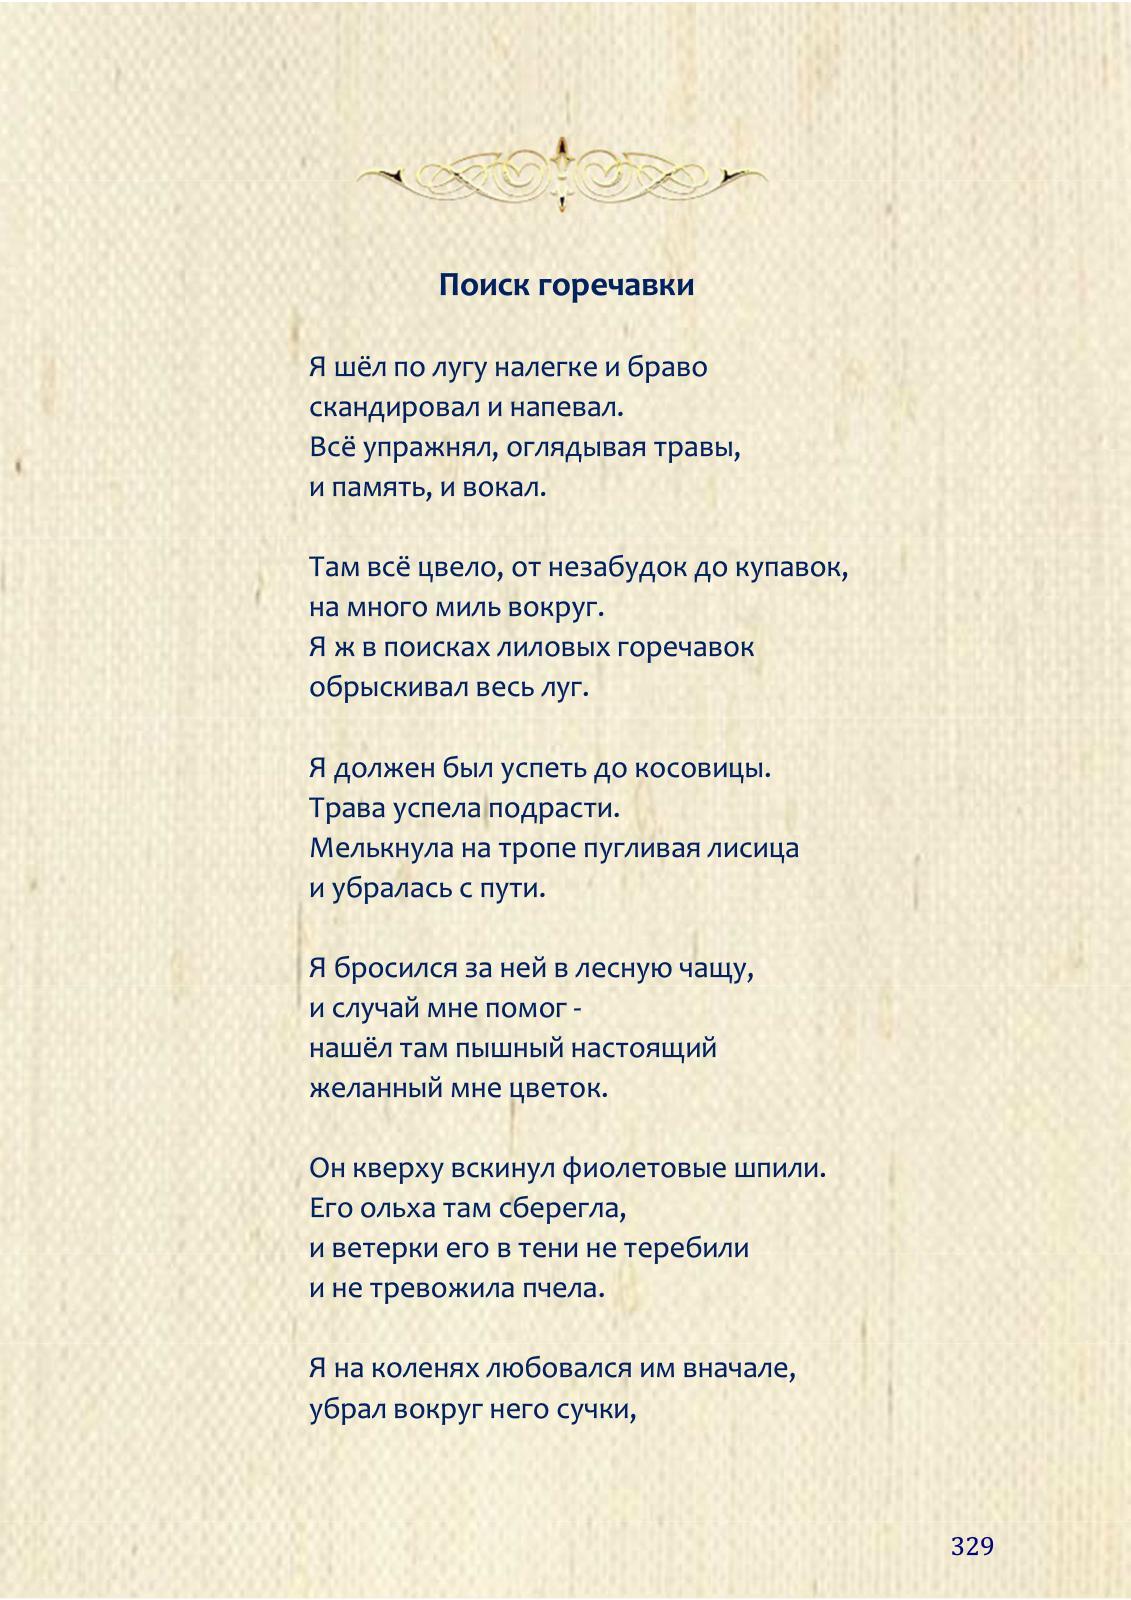 Поиск горечавки
Я шёл по лугу налегке и браво
скандировал и напевал.
Всё упражнял, оглядывая травы,
и память, и вокал.
Там всё цвело, от незабудок до купавок,
на много миль вокруг.
Я ж в поисках лиловых горечавок
обрыскивал весь луг.
Я должен был успеть до косовицы.
Трава успела подрасти.
Мелькнула на тропе пугливая лисица
и убралась с пути.
Я бросился за ней в лесную чащу,
и случай мне помог -
нашёл там пышный настоящий
желанный мне цветок.
Он кверху вскинул фиолетовые шпили.
Его ольха там сберегла,
и ветерки его в тени не теребили
и не тревожила пчела.
Я на коленях любовался им вначале,
убрал вокруг него сучки,
329